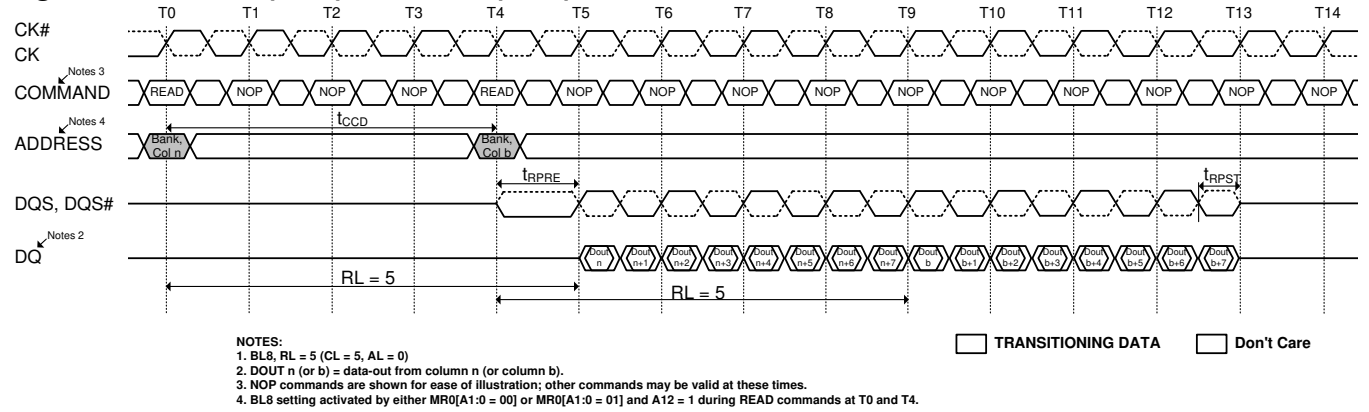 T0 T1 T2 T3 T4 T5 T6 T7 T8 T9 T10 T11 T12 T13 T14
CK#
CK
Notes 3
COMMAND READ NOP NOP NOP READ NOP NOP NOP NOP NOP NOP NOP NOP NOP NOP
tCCD
Notes 4
ADDRESS Bank, Col n Bank, Col b
tRPRE tRPST
DQS, DQS#
Notes 2
DQ Dout n Dout n+1 Dout n+2 Dout n+3 Dout n+4 Dout n+5 Dout n+6 Dout n+7 Dout b Dout b+1 Dout b+2 Dout b+3 Dout b+4 Dout b+5 Dout b+6 Dout b+7
RL = 5 RL = 5
NOTES:
1. BL8, RL = 5 (CL = 5, AL = 0)
2. DOUT n (or b) = data-out from column n (or column b).
3. NOP commands are shown for ease of illustration; other commands may be valid at these times.
4. BL8 setting activated by either MR0[A1:0 = 00] or MR0[A1:0 = 01] and A12 = 1 during READ commands at T0 and T4.
TRANSITIONING DATA Don't Care